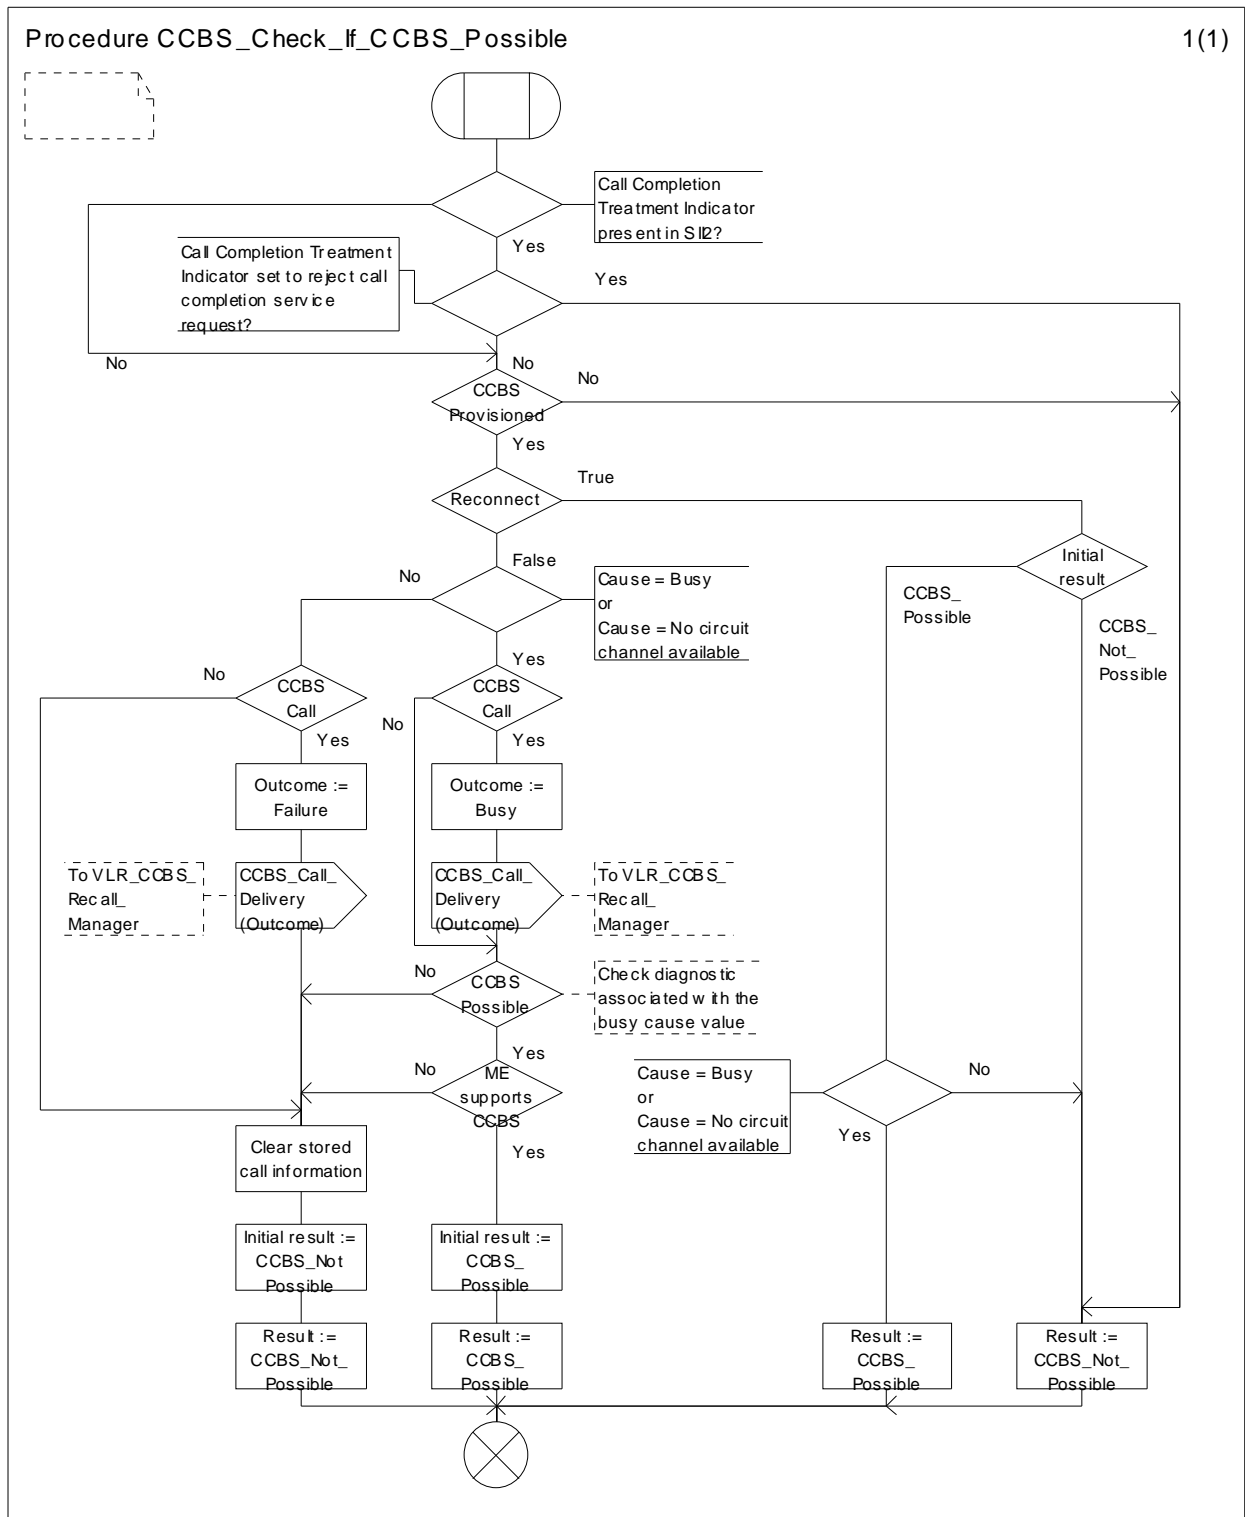 Procedure CCBS_Check_If_CCBS_Possible
1(1)
Call Completion
Treatment Indicator
present in SII2?
Yes
Call Completion Treatment
Indicator set to reject call
completion service
request?
Yes
No
No
CCBS
Provisioned
No
Yes
Reconnect
True
False
Initial
result
No
Cause = Busy
or
Cause = No circuit
channel available
CCBS_
Possible
CCBS_
Not_
Possible
Yes
No
CCBS
Call
No
CCBS
Call
Yes
Yes
Outcome :=
Failure
Outcome :=
Busy
To VLR_CCBS_
Recall_
Manager
CCBS_Call_
Delivery
(Outcome)
CCBS_Call_
Delivery
(Outcome)
To VLR_CCBS_
Recall_
Manager
No
CCBS
Possible
Check diagnostic
associated with the
busy cause value
Yes
No
ME
supports
CCBS
Cause = Busy
or
Cause = No circuit
channel available
No
Yes
Yes
Clear stored
call information
Initial result :=
CCBS_Not
Possible
Initial result :=
CCBS_
Possible
Result :=
CCBS_Not_
Possible
Result :=
CCBS_
Possible
Result :=
CCBS_
Possible
Result :=
CCBS_Not_
Possible